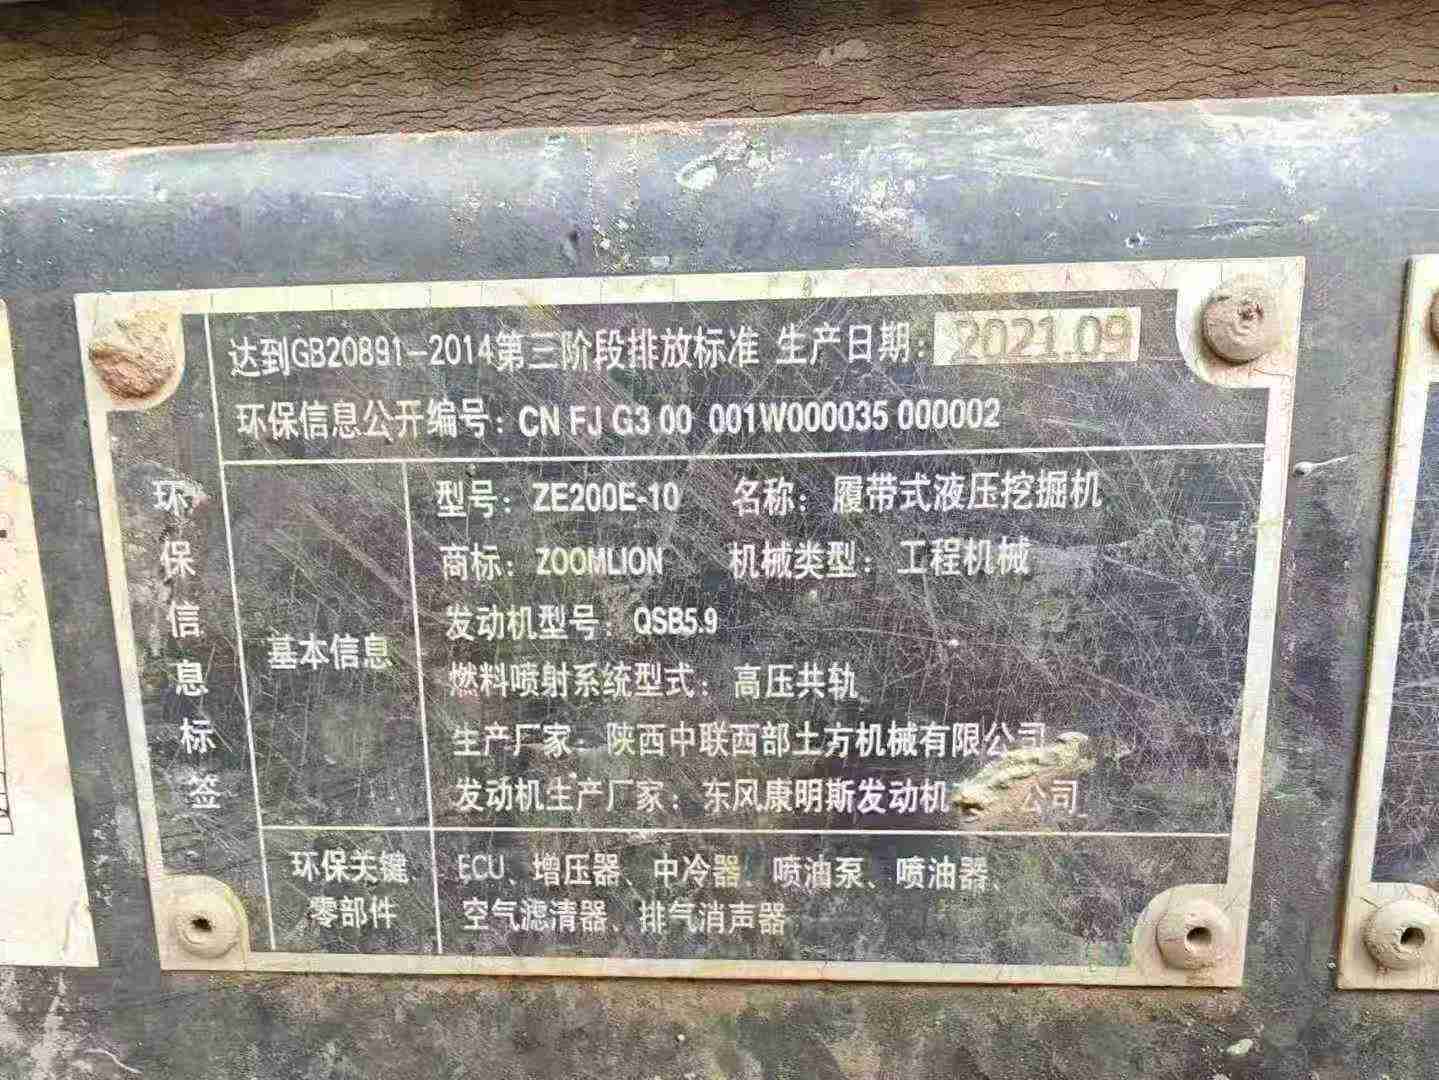 达到GB20891-2014第三阶段排放标准 生产日期: 2021.09
环保信息公开编号: CN FJ G3 00 001W000035 000002
环保信息标签
基本信息
型号: ZE200E-10 名称: 履带式液压挖掘机
商标: ZOOMLION 机械类型: 工程机械
发动机型号: QSB5.9
燃料喷射系统型式: 高压共轨
生产厂家: 陕西中联西部土方机械有限公司
发动机生产厂家: 东风康明斯发动机 公司
环保关键
零部件
ECU、增压器、中冷器、喷油泵、喷油器、
空气滤清器、排气消声器